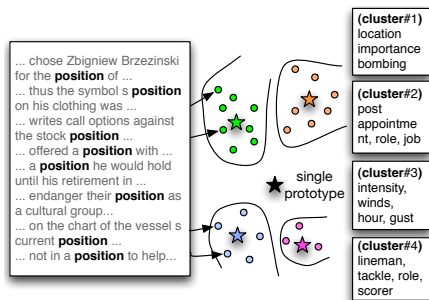 ... chose Zbigniew Brzezinski
for the position of ...
... thus the symbol s position
on his clothing was ...
... writes call options against
the stock position ...
... offered a position with ...
... a position he would hold
until his retirement in ...
... endanger their position as
a cultural group...
... on the chart of the vessel s
current position ...
... not in a position to help...
single
prototype
(cluster#1)
location
importance
bombing
(cluster#2)
post
appointme
nt, role, job
(cluster#3)
intensity,
winds,
hour, gust
(cluster#4)
lineman,
tackle, role,
scorer